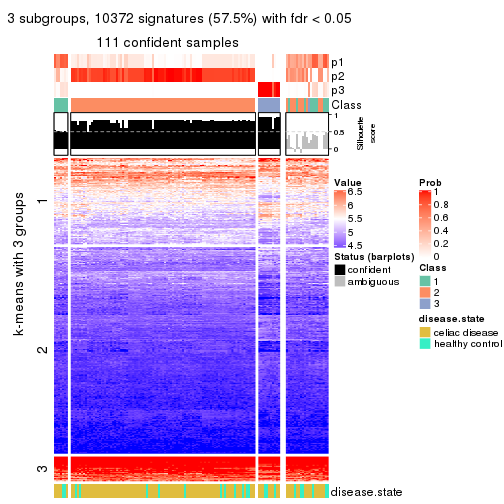 3 subgroups, 10372 signatures (57.5%) with fdr < 0.05
111 confident samples
p1
p2
p3
Class
1
0.5
0
Silhouette
score
k-means with 3 groups
1
2
3
disease.state
Value
6.5
6
5.5
5
4.5
Status (barplots)
confident
ambiguous
Prob
1
0.8
0.6
0.4
0.2
0
Class
1
2
3
disease.state
celiac disease
healthy control